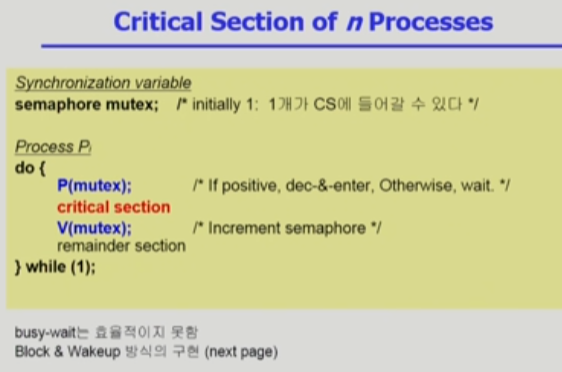 Critical Section of n Processes
Synchronization variable
semaphore mutex; /* initially 1: 1개가 CS에 들어갈 수 있다 */
Process Pi
do {
P(mutex); /* If positive, dec-&-enter, Otherwise, wait. */
critical section
V(mutex); /* Increment semaphore */
remainder section
} while (1);
busy-wait는 효율적이지 못함
Block & Wakeup 방식의 구현 (next page)